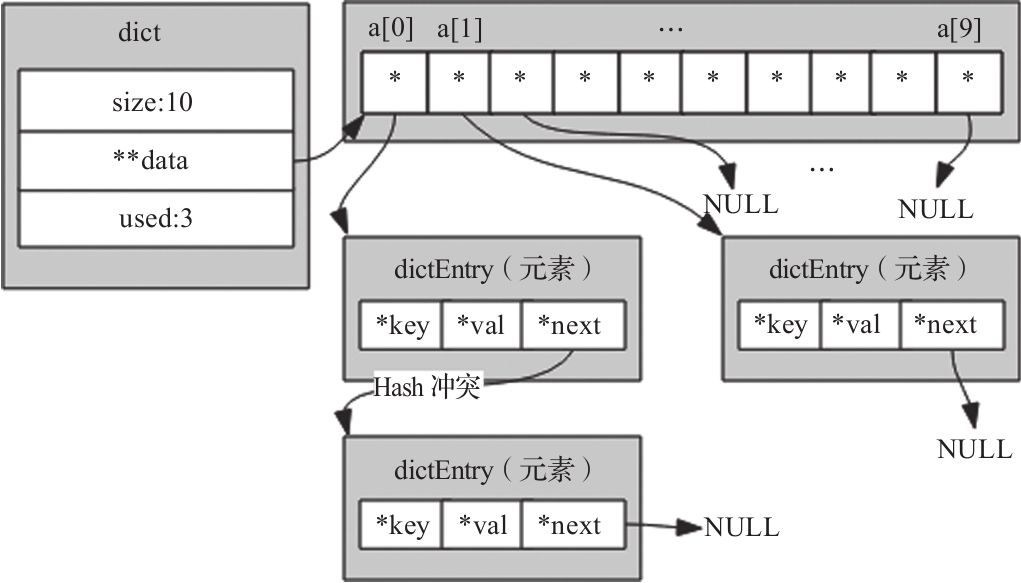 dict
size:10
**data
used:3
a[0] a[1] … a[9]
* * * * * * * * * *
…
NULL
NULL
dictEntry（元素）
*key *val *next
dictEntry（元素）
*key *val *next
Hash 冲突
NULL
dictEntry（元素）
*key *val *next
NULL